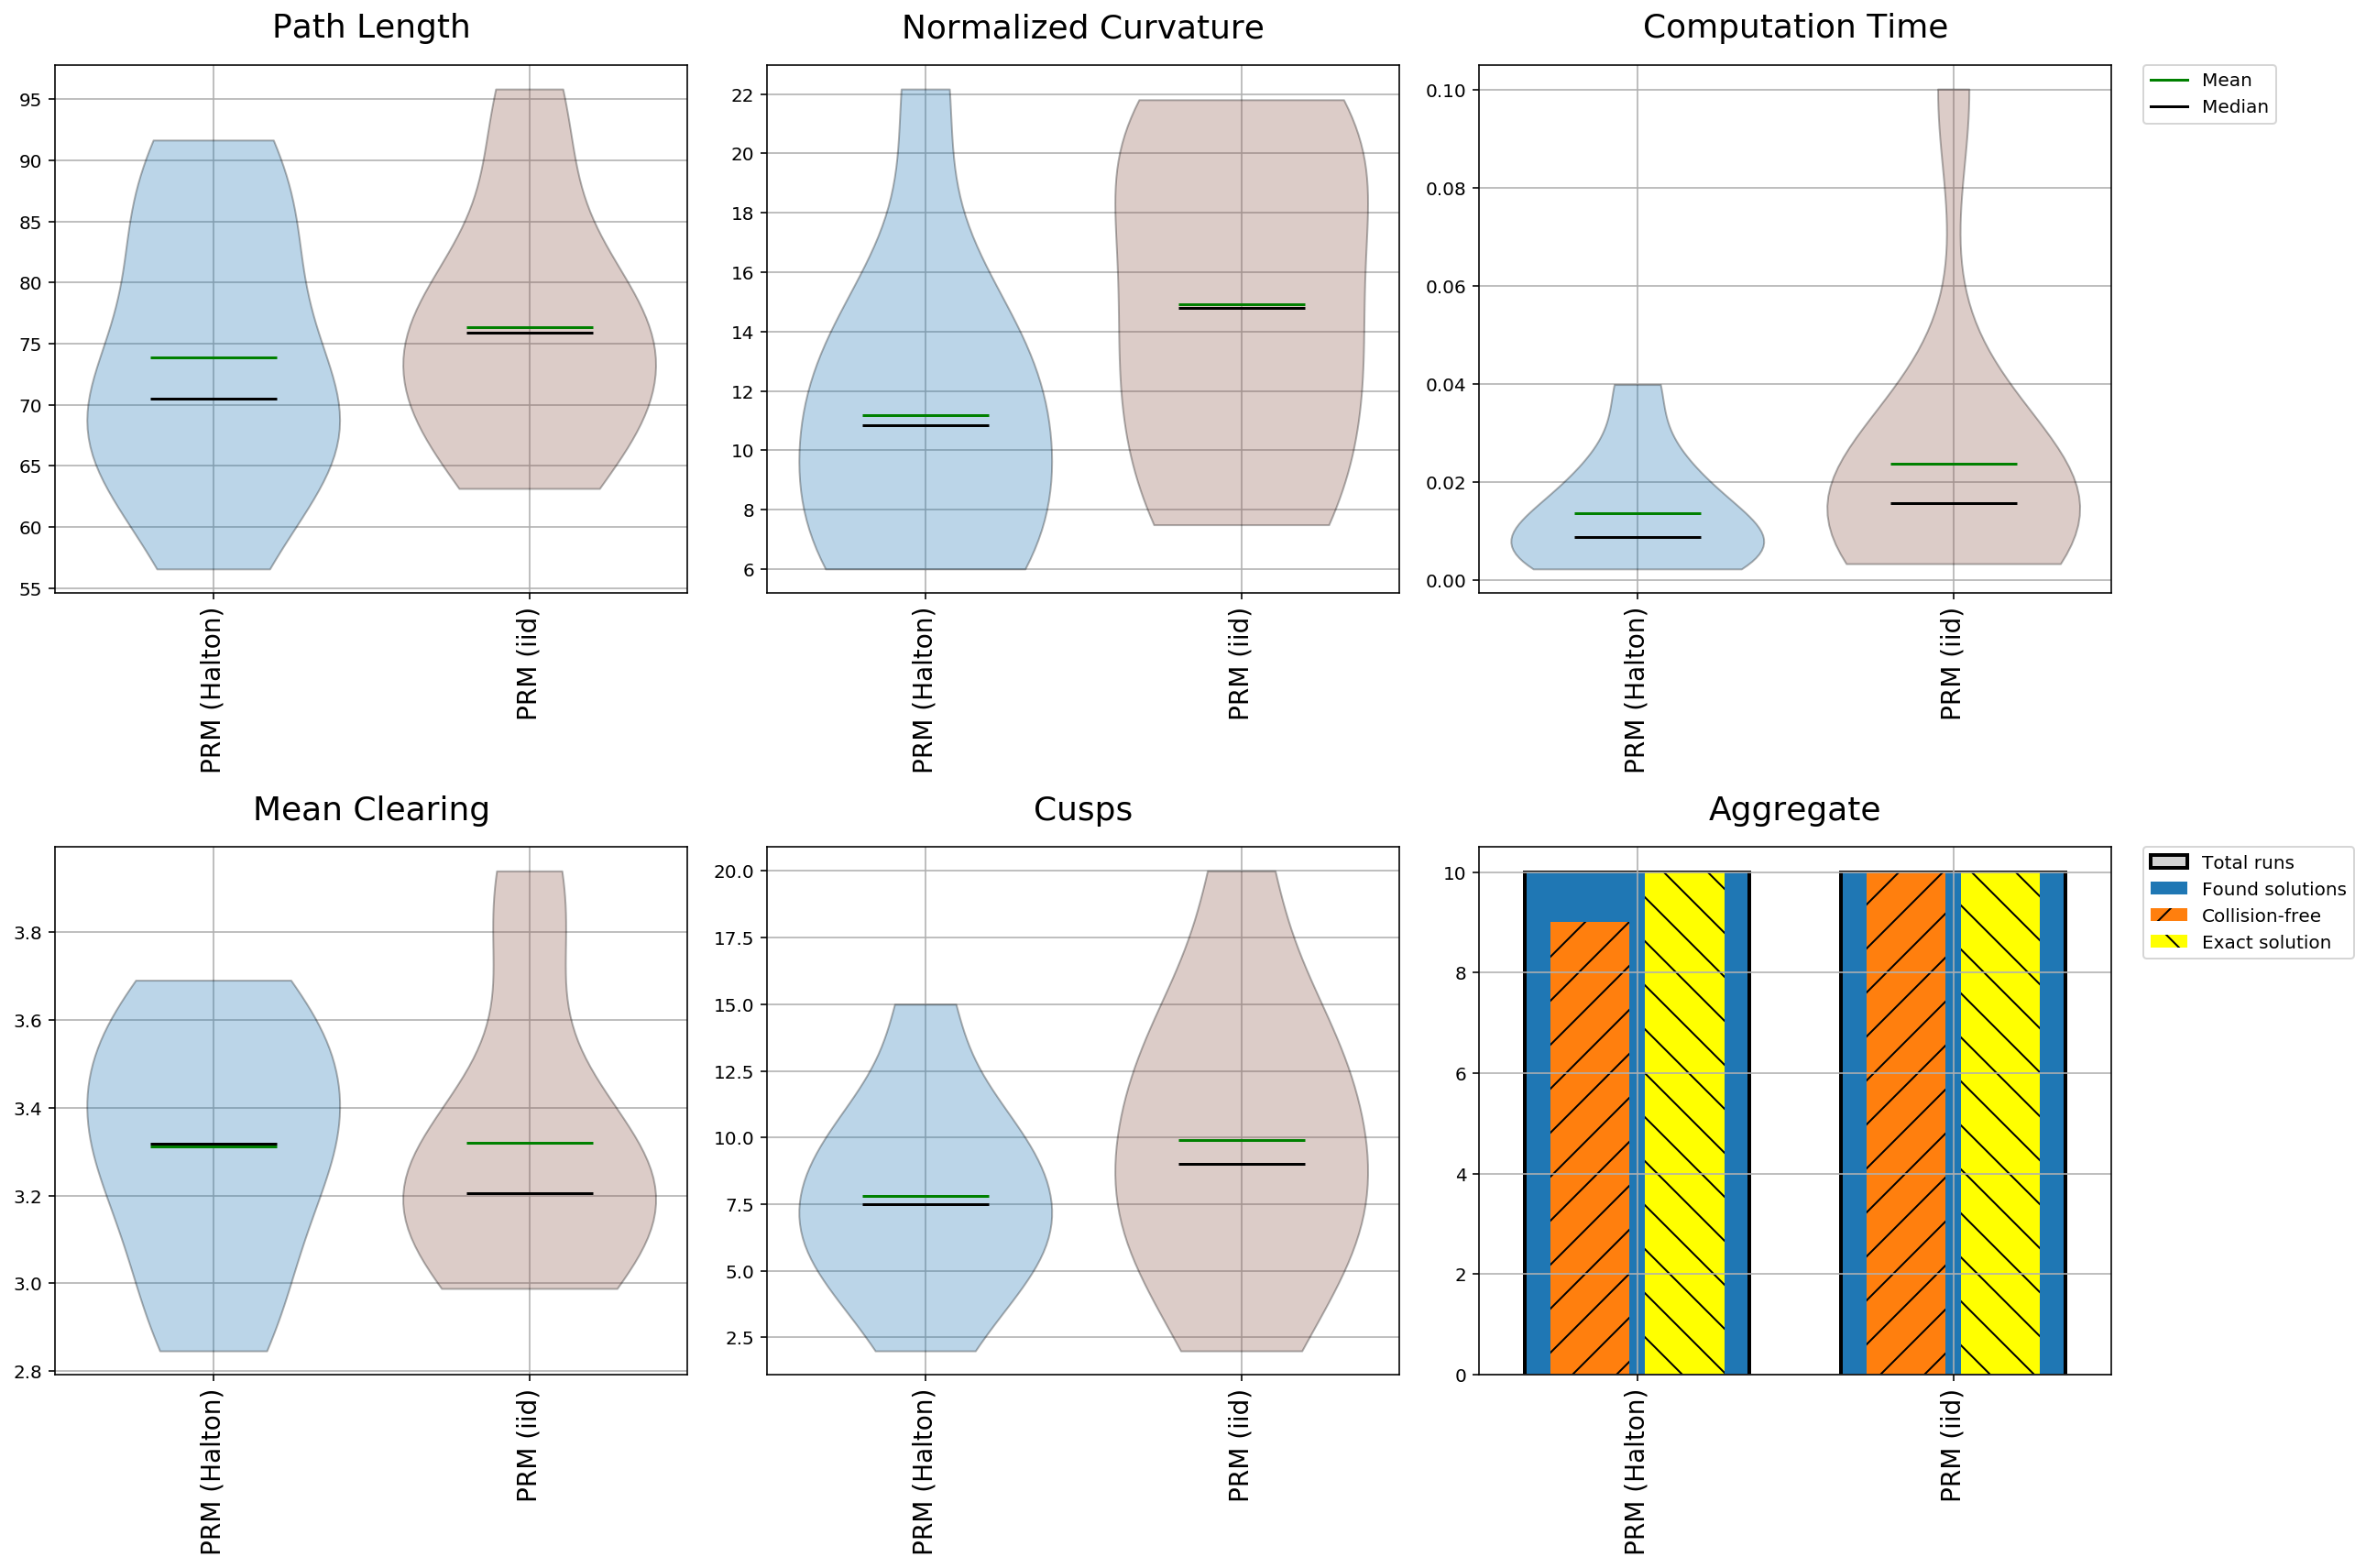 Path Length
95
90
85
80
75
70
65
60
55
PRM (Halton)
PRM (iid)
Normalized Curvature
22
20
18
16
14
12
10
8
6
PRM (Halton)
PRM (iid)
Computation Time
0.10
0.08
0.06
0.04
0.02
0.00
PRM (Halton)
PRM (iid)
Mean
Median
Mean Clearing
3.8
3.6
3.4
3.2
3.0
2.8
PRM (Halton)
PRM (iid)
Cusps
20.0
17.5
15.0
12.5
10.0
7.5
5.0
2.5
PRM (Halton)
PRM (iid)
Aggregate
10
8
6
4
2
0
PRM (Halton)
PRM (iid)
Total runs
Found solutions
Collision-free
Exact solution